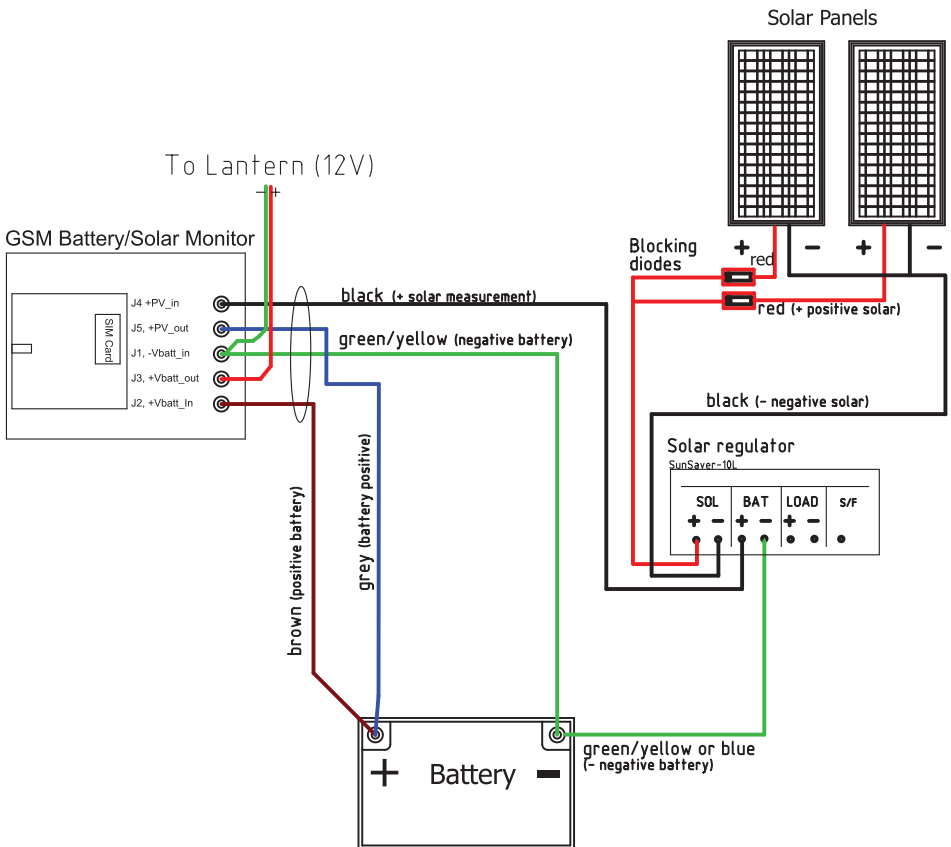 Solar Panels
To Lantern (12V)
- +
GSM Battery/Solar Monitor
+ - + -
Blocking
diodes
red
J4 +PV_in
black (+ solar measurement)
red (+ positive solar)
J5, +PV_out
SIM Card
green/yellow (negative battery)
J1, -Vbatt_in
J3, +Vbatt_out
J2, +Vbatt_In
black (- negative solar)
Solar regulator
SunSaver-10L
SOL BAT LOAD S/F
+ - + - + -
grey (battery positive)
brown (positive battery)
green/yellow or blue
(- negative battery)
+ Battery -